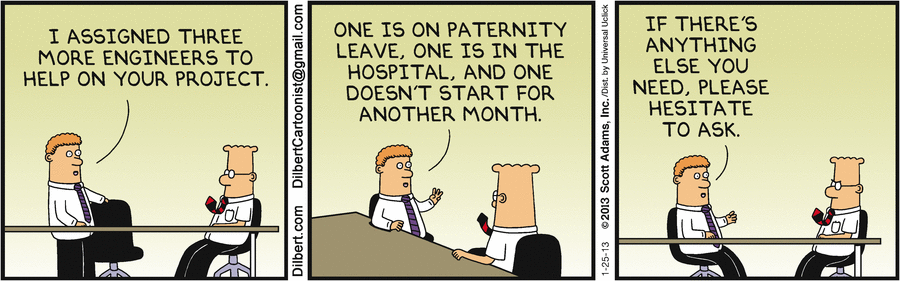 I ASSIGNED THREE
MORE ENGINEERS TO
HELP ON YOUR PROJECT.
Dilbert.com DilbertCartoonist@gmail.com
ONE IS ON PATERNITY
LEAVE, ONE IS IN THE
HOSPITAL, AND ONE
DOESN'T START FOR
ANOTHER MONTH.
1-25-13 ©2013 Scott Adams, Inc. /Dist. by Universal Uclick
IF THERE'S
ANYTHING
ELSE YOU
NEED, PLEASE
HESITATE
TO ASK.